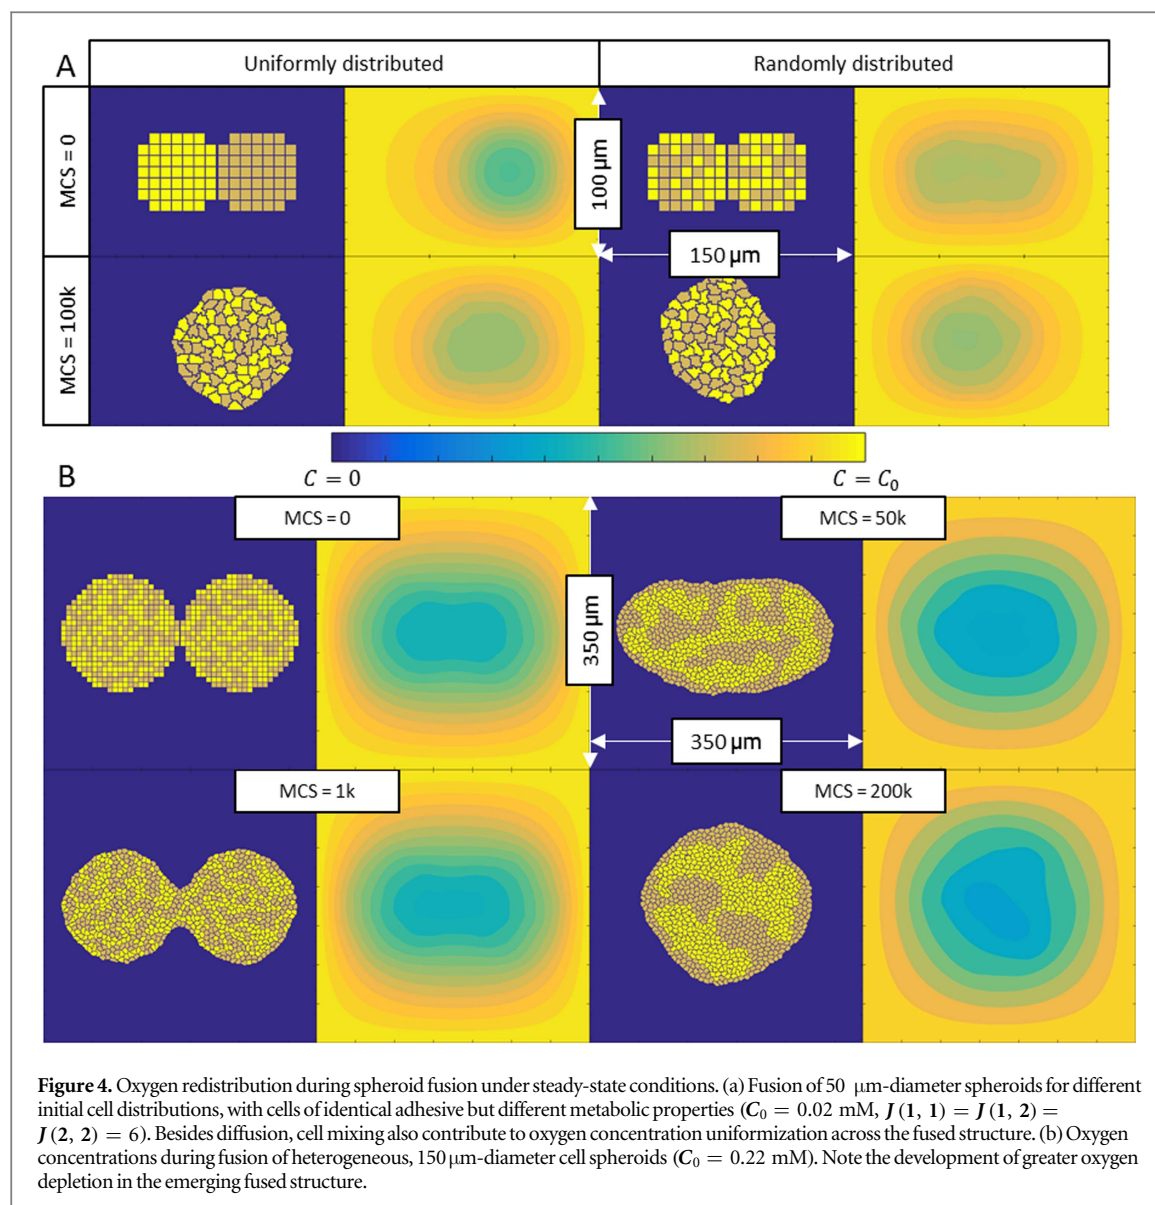 A
Uniformly distributed
Randomly distributed
MCS = 0
100 µm
150 µm
MCS = 100k
C = 0
C = C₀
B
MCS = 0
MCS = 50k
350 µm
350 µm
MCS = 1k
MCS = 200k
Figure 4. Oxygen redistribution during spheroid fusion under steady-state conditions. (a) Fusion of 50 µm-diameter spheroids for different
initial cell distributions, with cells of identical adhesive but different metabolic properties (C₀ = 0.02 mM, J(1, 1) = J(1, 2) =
J(2, 2) = 6). Besides diffusion, cell mixing also contribute to oxygen concentration uniformization across the fused structure. (b) Oxygen
concentrations during fusion of heterogeneous, 150 µm-diameter cell spheroids (C₀ = 0.22 mM). Note the development of greater oxygen
depletion in the emerging fused structure.